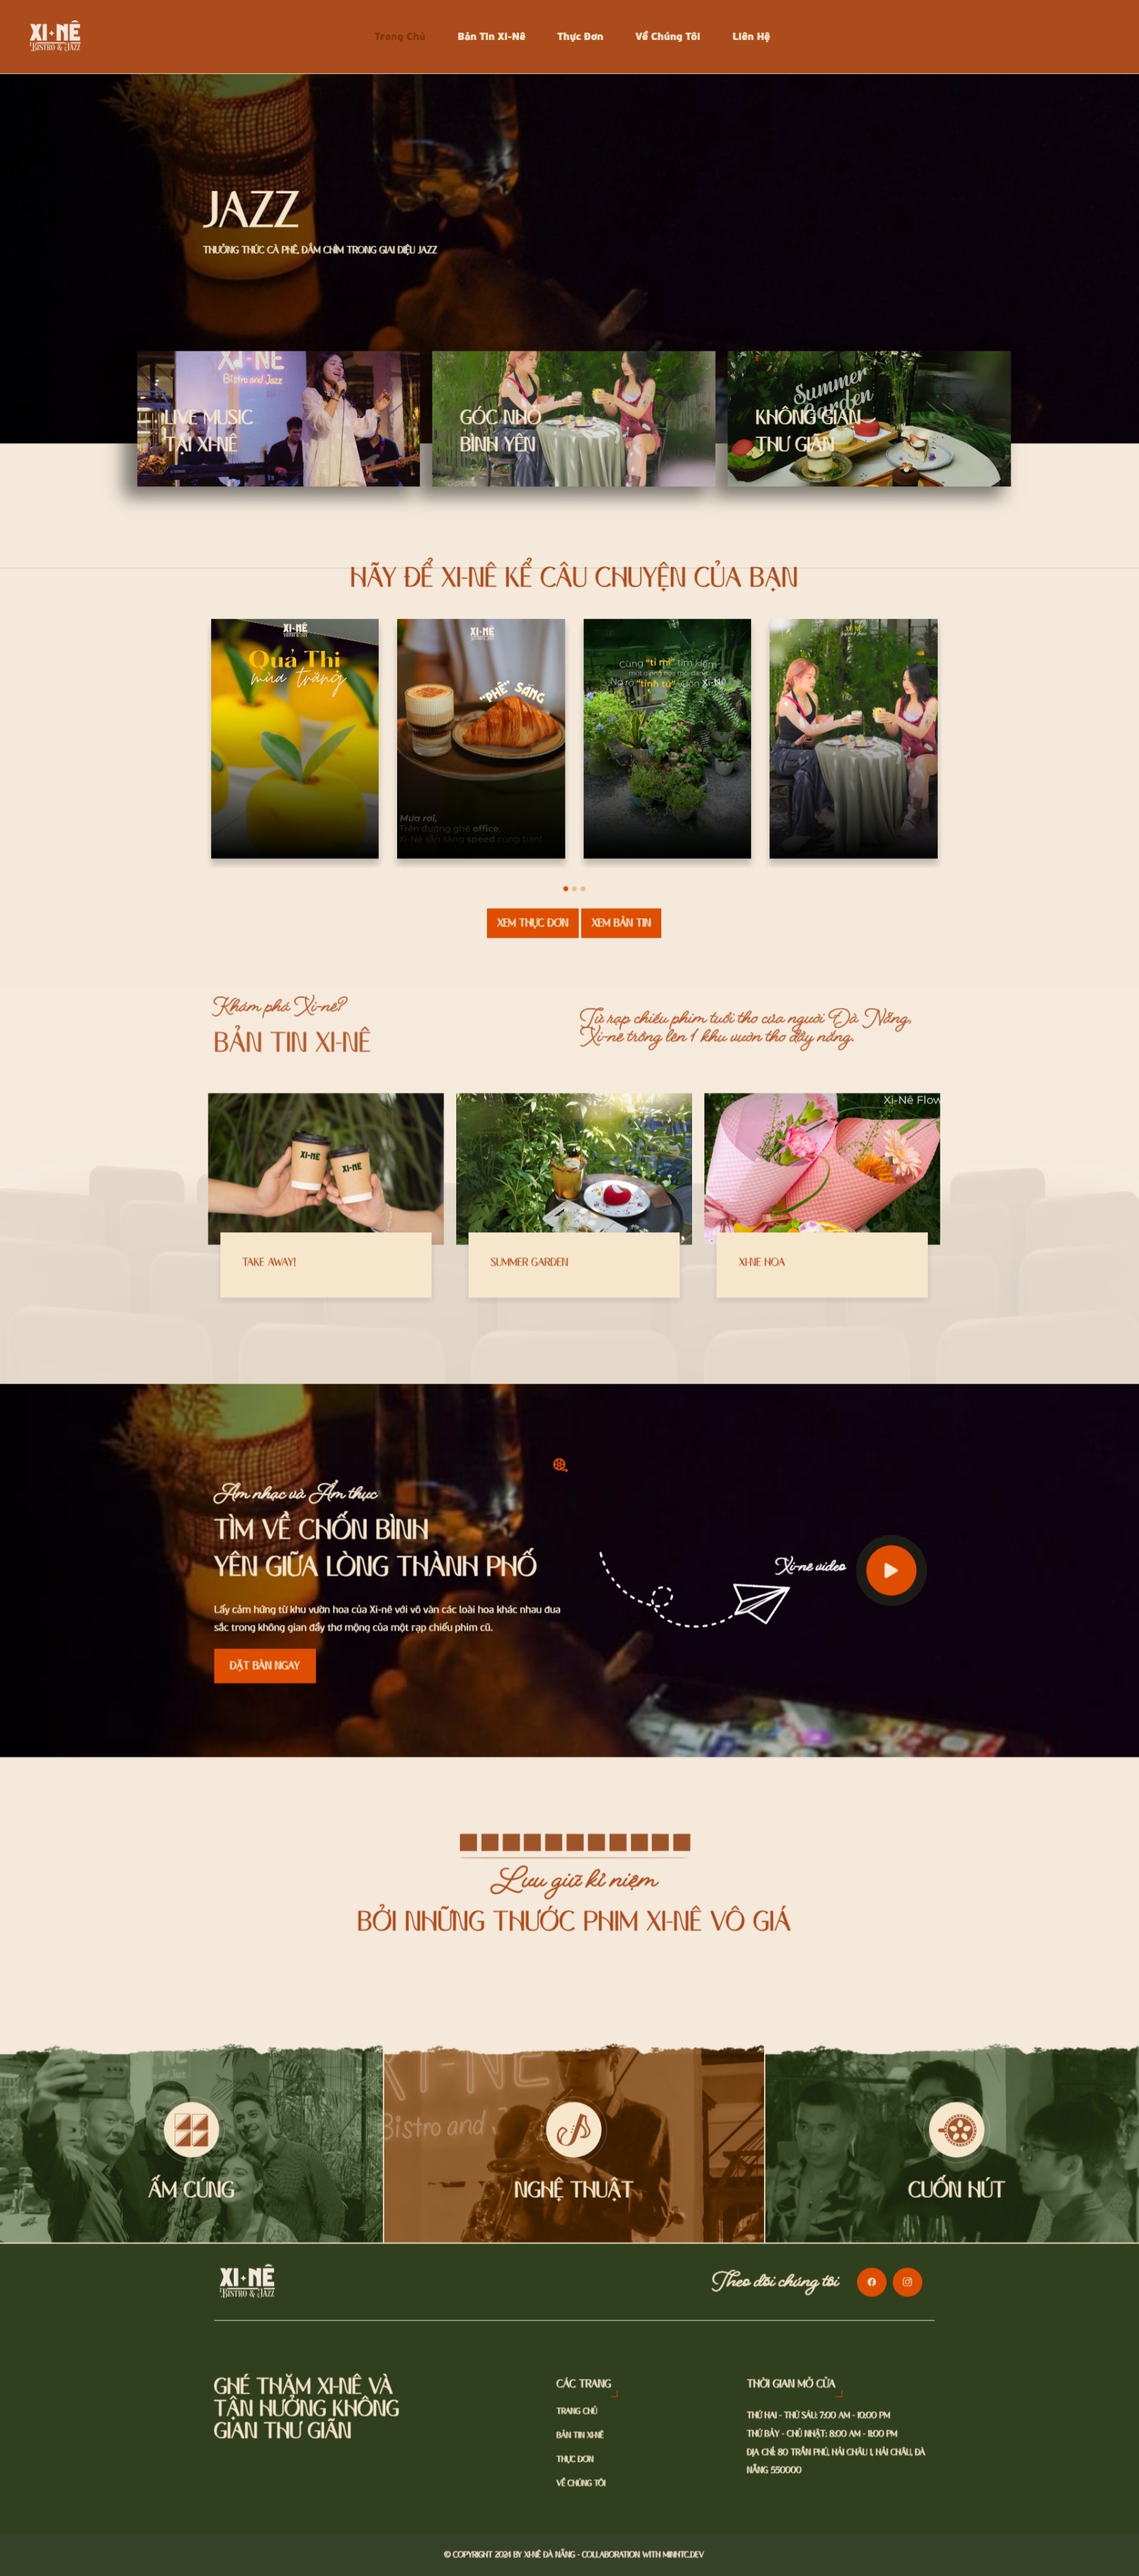 XI-NÊ
BISTRO & JAZZ
Trang Chủ
Bản Tin Xi-Nê
Thực Đơn
Về Chúng Tôi
Liên Hệ
JAZZ
THƯỞNG THỨC CÀ PHÊ, ĐẮM CHÌM TRONG GIAI ĐIỆU JAZZ
XI-NÊ
Bistro and Jazz
LIVE MUSIC
TẠI XI-NÊ
GÓC NHỎ
BÌNH YÊN
Summer
Garden
KHÔNG GIAN
THƯ GIÃN
HÃY ĐỂ XI-NÊ KỂ CÂU CHUYỆN CỦA BẠN
XI-NÊ
Quả Thị
mùa trăng
XI-NÊ
"PHÊ" SÁNG
Mưa rơi,
Trên đường ghé office,
Xi-Nê sẵn sàng speed cùng bạn!
Cùng "tỉ mỉ" tìm kiếm
XI-NÊ
XEM THỰC ĐƠN
XEM BẢN TIN
Khám phá Xi-nê?
BẢN TIN XI-NÊ
Từ rạp chiếu phim tuổi thơ của người Đà Nẵng,
Xi-nê trồng lên 1 khu vườn thơ đầy nắng.
XI-NÊ
XI-NÊ
Xi-Nê Flow
TAKE AWAY!
SUMMER GARDEN
XI-NE HOA
Âm nhạc và Ẩm thực
TÌM VỀ CHỐN BÌNH
YÊN GIỮA LÒNG THÀNH PHỐ
Xi-nê video
Lấy cảm hứng từ khu vườn hoa của Xi-nê với vô vàn các loài hoa khác nhau đua
sắc trong không gian đầy thơ mộng của một rạp chiếu phim cũ.
ĐẶT BÀN NGAY
Lưu giữ kỉ niệm
BỞI NHỮNG THƯỚC PHIM XI-NÊ VÔ GIÁ
Bistro and J
ẤM CÚNG
NGHỆ THUẬT
CUỐN HÚT
XI-NÊ
BISTRO & JAZZ
Theo dõi chúng tôi
GHÉ THĂM XI-NÊ VÀ
TẬN HƯỞNG KHÔNG
GIAN THƯ GIÃN
CÁC TRANG
TRANG CHỦ
BẢN TIN XI-NÊ
THỰC ĐƠN
VỀ CHÚNG TÔI
THỜI GIAN MỞ CỬA
THỨ HAI - THỨ SÁU: 7:00 AM - 10:00 PM
THỨ BẢY - CHỦ NHẬT: 8:00 AM - 11:00 PM
ĐỊA CHỈ: 80 TRẦN PHÚ, HẢI CHÂU 1, HẢI CHÂU, ĐÀ
NẴNG 550000
© COPYRIGHT 2024 BY XI-NÊ ĐÀ NẴNG - COLLABORATION WITH MINHTC.DEV